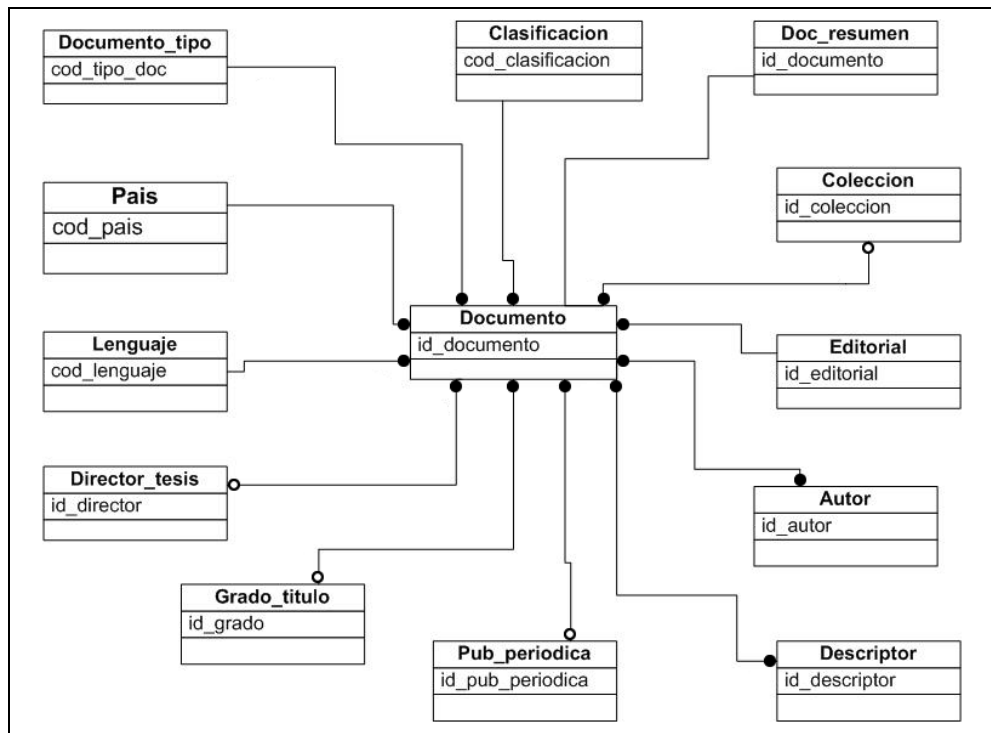 Documento_tipo
cod_tipo_doc
Clasificacion
cod_clasificacion
Doc_resumen
id_documento
Pais
cod_pais
Coleccion
id_coleccion
Documento
id_documento
Lenguaje
cod_lenguaje
Editorial
id_editorial
Director_tesis
id_director
Autor
id_autor
Grado_titulo
id_grado
Pub_periodica
id_pub_periodica
Descriptor
id_descriptor